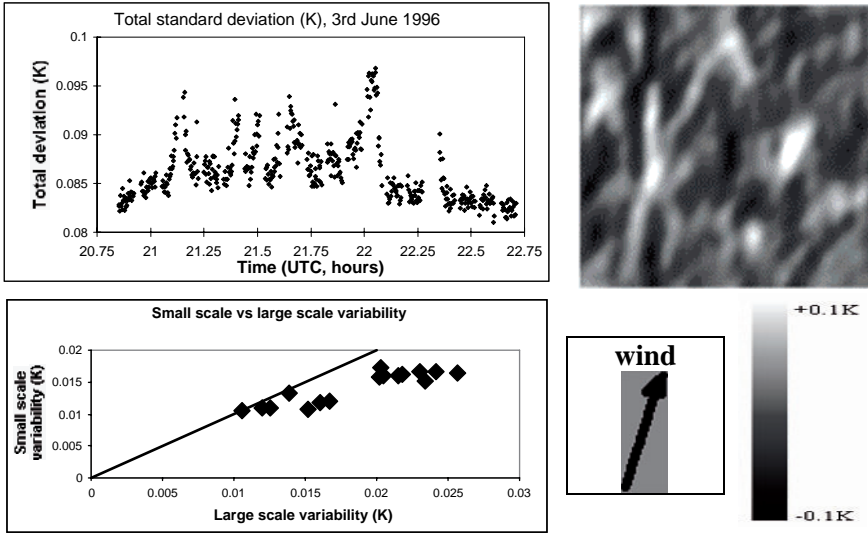 Total standard deviation (K), 3rd June 1996
Total deviation (K)
0.1
0.095
0.09
0.085
0.08
20.75 21 21.25 21.5 21.75 22 22.25 22.5 22.75
Time (UTC, hours)
Small scale vs large scale variability
Small scale
variability (K)
0.02
0.015
0.01
0.005
0
0 0.005 0.01 0.015 0.02 0.025 0.03
Large scale variability (K)
wind
+0.1K
-0.1K